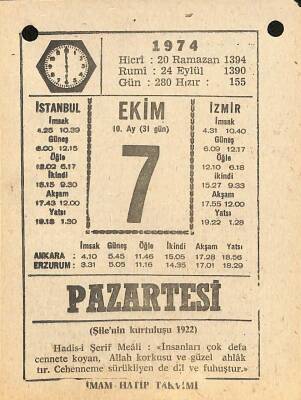 1974
Hicrî : 20 Ramazan 1394
Rumî : 24 Eylül 1390
Gün : 280 Hızır : 155
İSTANBUL
İmsak
4.25 10.39
Güneş
6.00 12.15
Öğle
12.02 6.17
İkindi
15.15 9.30
Akşam
17.43 12.00
Yatsı
19.13 1.30
EKİM
10. Ay (31 gün)
7
İZMİR
İmsak
4.31 10.40
Güneş
6.09 12.17
Öğle
12.10 6.18
ikindi
15.27 9.33
Akşam
17.55 12.00
Yatsı
19.22 1.28
İmsak Güneş Öğle İkindi Akşam Yatsı
ANKARA : 4.10 5.45 11.46 15.05 17.28 18.56
ERZURUM : 3.31 5.05 11.16 14.35 17.01 18.29
PAZARTESİ
(Şile'nin kurtuluşu 1922)
Hadis-i Şerif Meâli : «İnsanları çok defa
cennete koyan, Allah korkusu ve güzel ahlâk
tır. Cehenneme sürükliyen de dil ve fuhuştur.»
İMAM HATİP TAKVİMİ